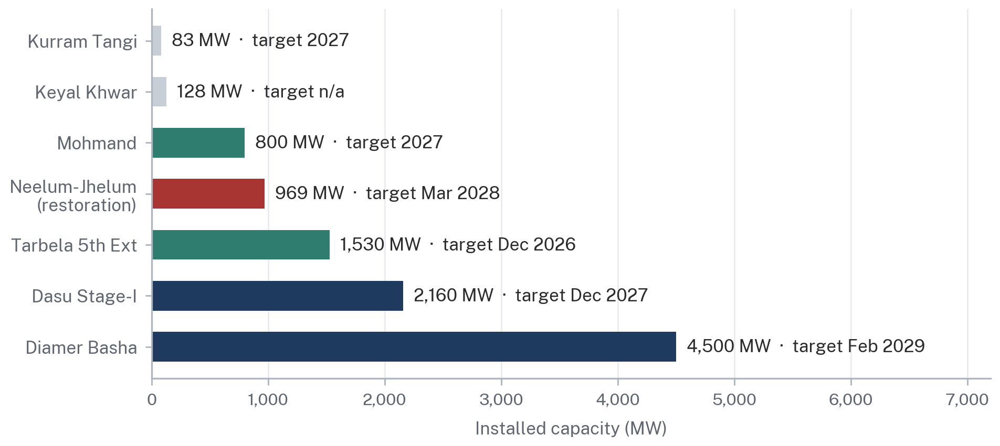 Kurram Tangi 83 MW · target 2027
Keyal Khwar 128 MW · target n/a
Mohmand 800 MW · target 2027
Neelum-Jhelum
(restoration) 969 MW · target Mar 2028
Tarbela 5th Ext 1,530 MW · target Dec 2026
Dasu Stage-I 2,160 MW · target Dec 2027
Diamer Basha 4,500 MW · target Feb 2029
0 1,000 2,000 3,000 4,000 5,000 6,000 7,000
Installed capacity (MW)